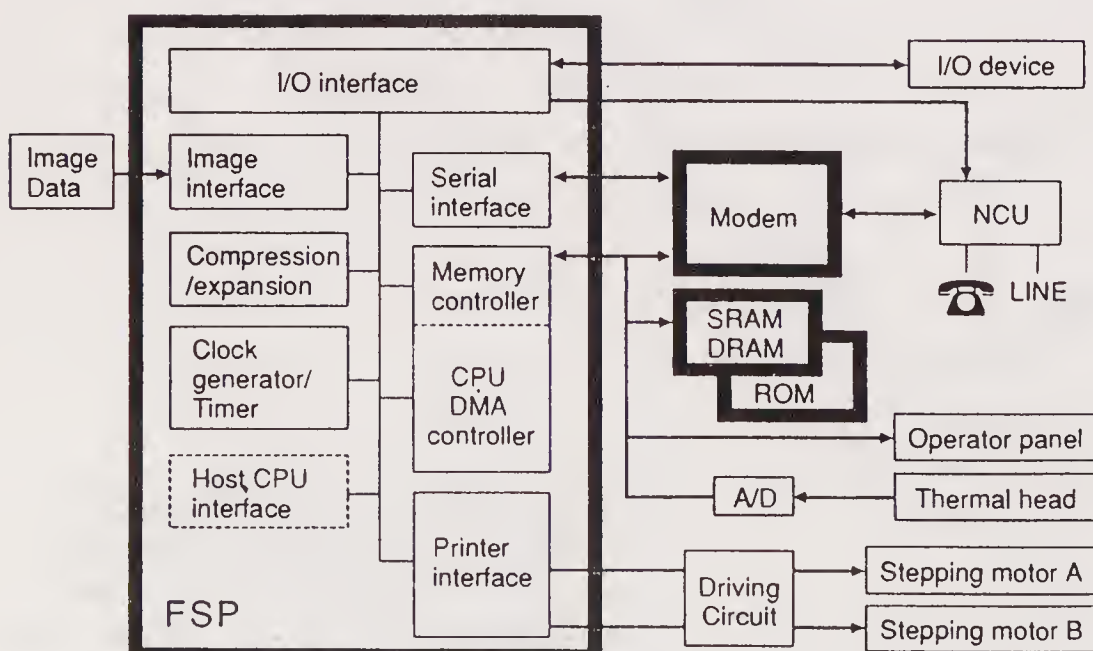 I/O interface
I/O device
Image
Data
Image
interface
Serial
interface
Modem
NCU
LINE
Compression
/expansion
Memory
controller
SRAM
DRAM
ROM
Clock
generator/
Timer
CPU
DMA
controller
Operator panel
Host CPU
interface
A/D
Thermal head
Printer
interface
Driving
Circuit
Stepping motor A
Stepping motor B
FSP